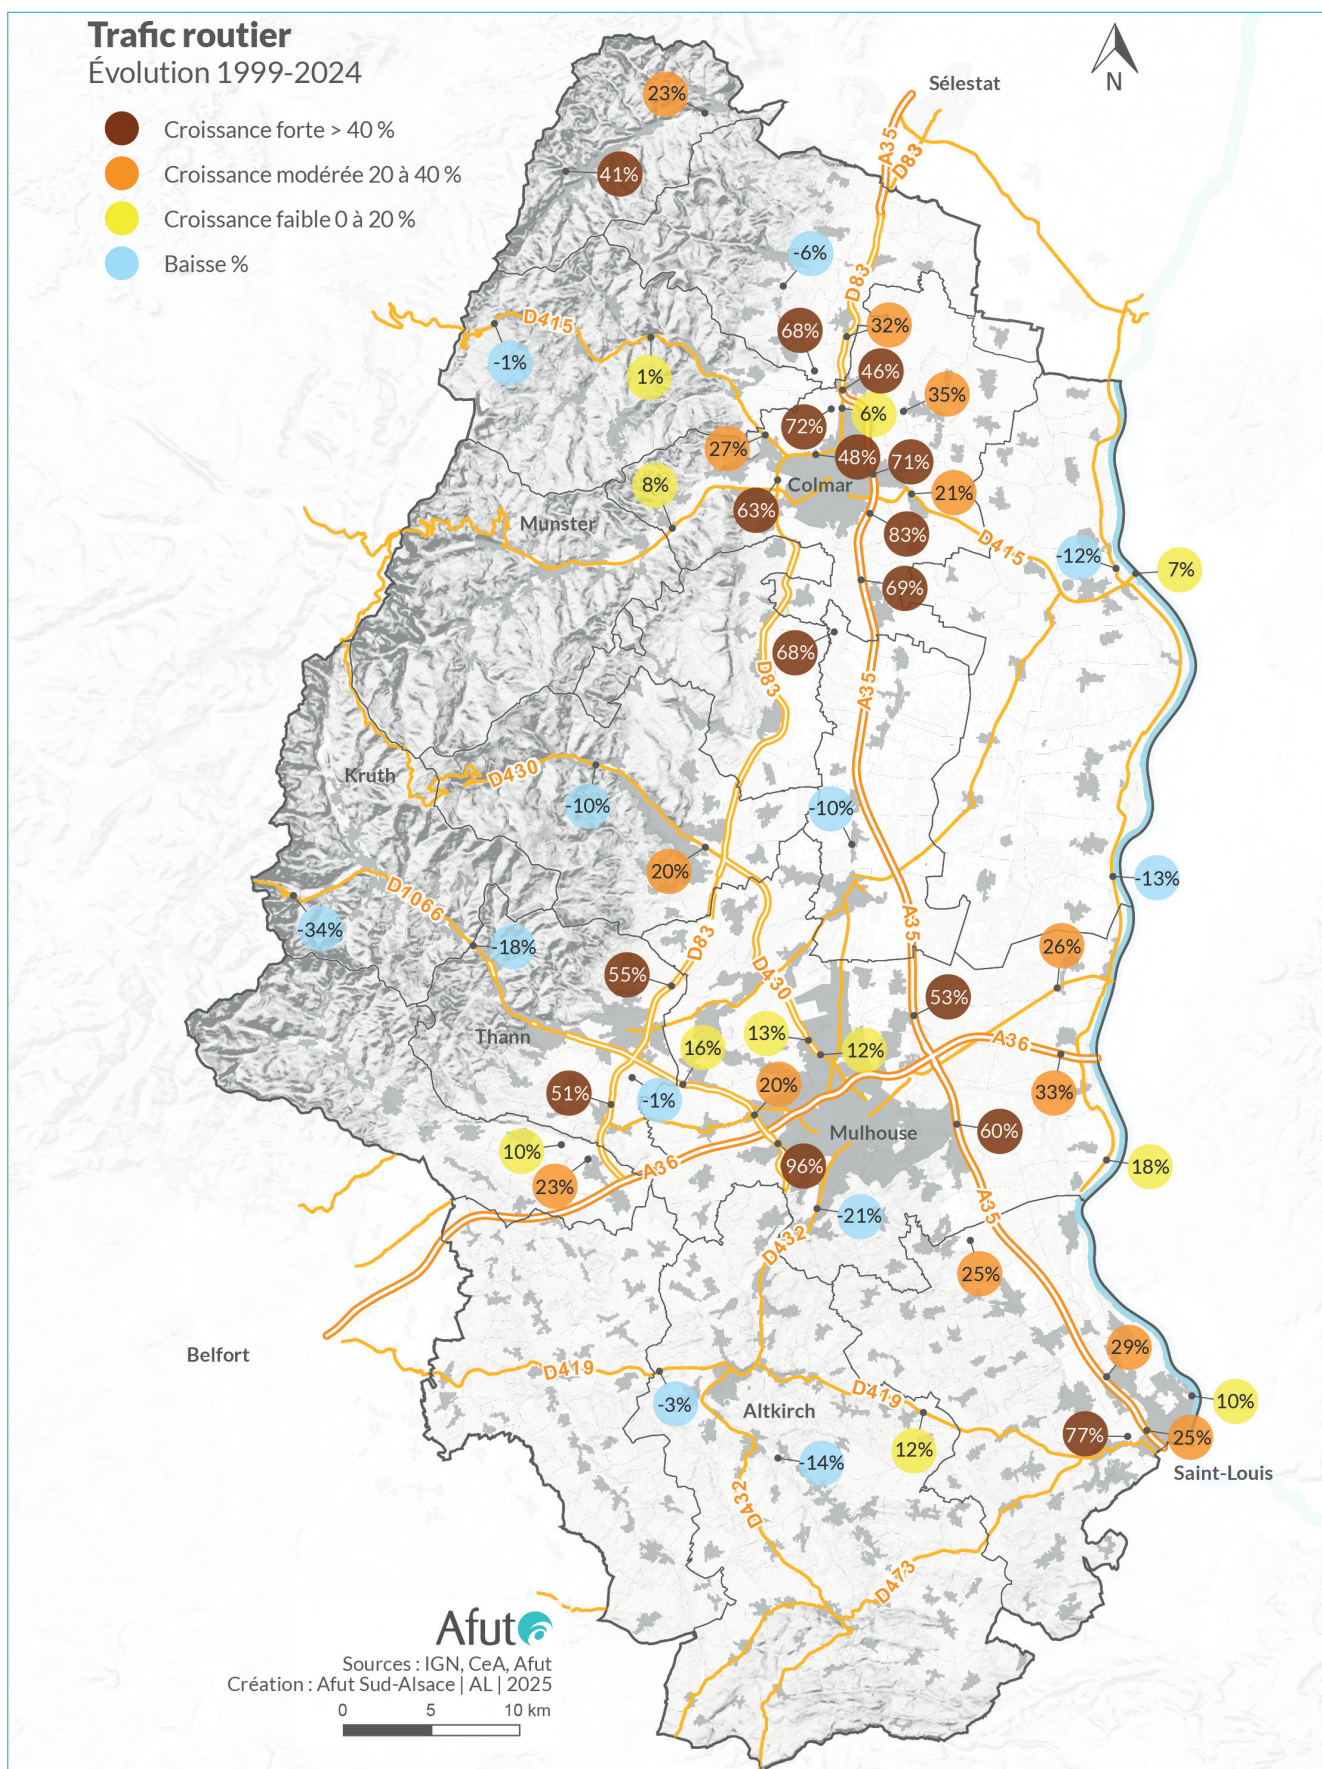 Trafic routier
Évolution 1999-2024
Croissance forte > 40 %
Croissance modérée 20 à 40 %
Croissance faible 0 à 20 %
Baisse %
N
Sélestat
23%
41%
A35
D83
-6%
D83
68%
32%
D415
-1%
1%
46%
35%
6%
72%
27%
48%
71%
8%
Colmar
21%
63%
Munster
83%
D415
-12%
7%
69%
68%
D83
A35
Kruth
D430
-10%
-10%
20%
-13%
D1066
-34%
-18%
A35
D83
26%
55%
D430
53%
Thann
16%
13%
12%
A36
51%
-1%
20%
33%
Mulhouse
60%
10%
A36
96%
18%
23%
A35
-21%
D432
25%
29%
Belfort
D419
D419
-3%
Altkirch
10%
12%
77%
25%
-14%
Saint-Louis
D432
D473
Afut
Sources : IGN, CeA, Afut
Création : Afut Sud-Alsace | AL | 2025
0 5 10 km